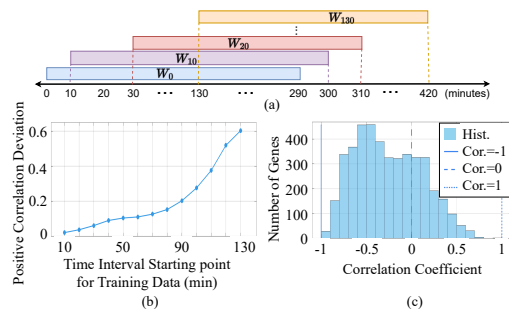 W130
⋮
W20
W10
W0
0 10 20 30 ••• 130 ••• 290 300 310 ••• 420 (minutes)
(a)
Positive Correlation Deviation
0.6
0.4
0.2
0
10 50 90 130
Time Interval Starting point
for Training Data (min)
(b)
Number of Genes
400
300
200
100
0
-1 -0.5 0 0.5 1
Correlation Coefficient
(c)
Hist.
Cor.=-1
Cor.=0
Cor.=1